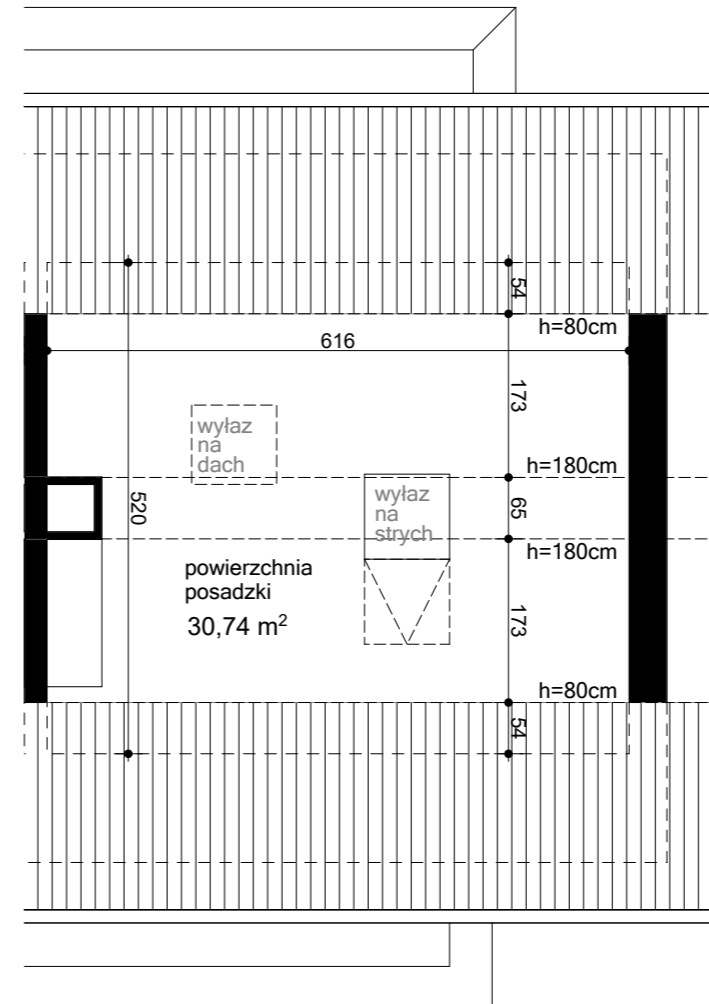 54
h=80cm
616
173
wyłaz
na
dach
h=180cm
wyłaz
na
strych
65
520
h=180cm
powierzchnia
posadzki
30,74 m²
173
h=80cm
54